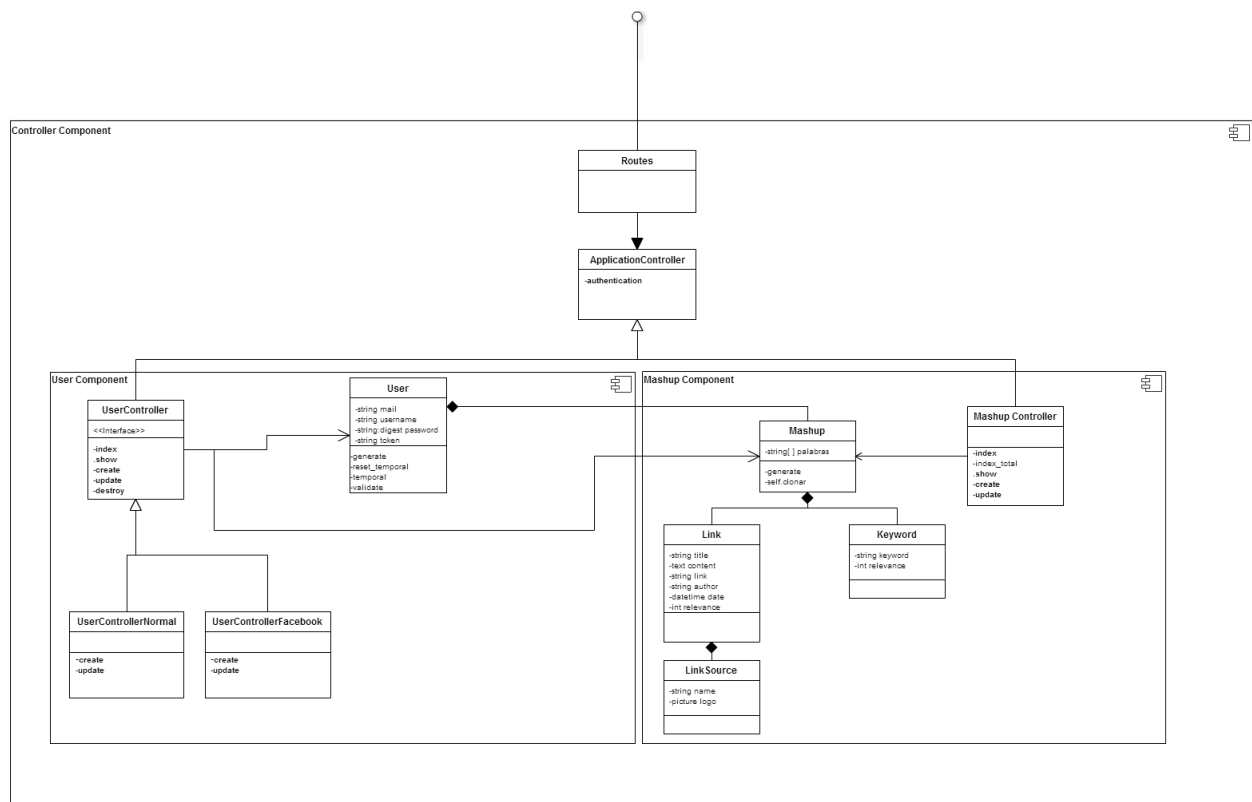 Controller Component
Routes
ApplicationController
-authentication
User Component
UserController
<<Interface>>
-index
.show
-create
-update
-destroy
User
-string mail
-string username
-string:digest password
-string token
-generate
-reset_temporal
-temporal
-validate
UserControllerNormal
-create
-update
UserControllerFacebook
-create
-update
Mashup Component
Mashup
-string[ ] palabras
-generate
-self.clonar
Mashup Controller
-index
-index_total
.show
-create
-update
Link
-string title
-text content
-string link
-string author
-datetime date
-int relevance
Keyword
-string keyword
-int relevance
LinkSource
-string name
-picture logo